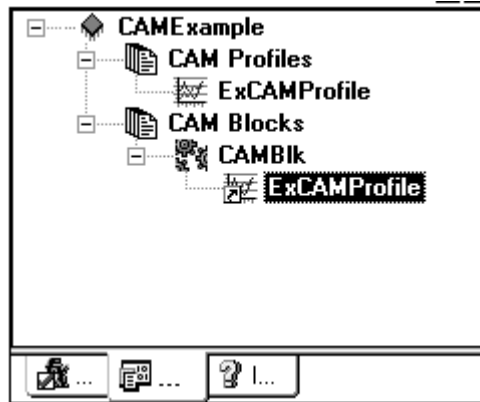 CAMExample
CAM Profiles
ExCAMProfile
CAM Blocks
CAMBlk
ExCAMProfile
... ... I...